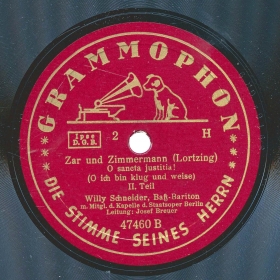 GRAMMOPHON
Ipse
D.O.B.
2
H
Zar und Zimmermann (Lortzing)
O sancta justitia!
(O ich bin klug und weise)
II. Teil
Willy Schneider, Baß-Bariton
m. Mitgl. d. Kapelle d. Staatsoper Berlin
Leitung: Josef Breuer
47460 B
DIE STIMME SEINES HERRN